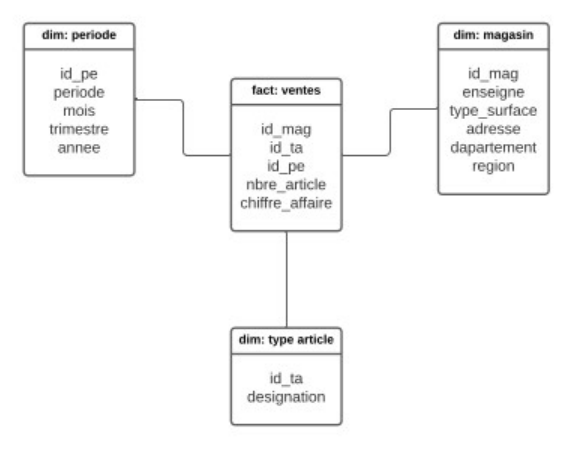 dim: periode
id_pe
periode
mois
trimestre
annee
fact: ventes
id_mag
id_ta
id_pe
nbre_article
chiffre_affaire
dim: magasin
id_mag
enseigne
type_surface
adresse
dapartement
region
dim: type article
id_ta
designation